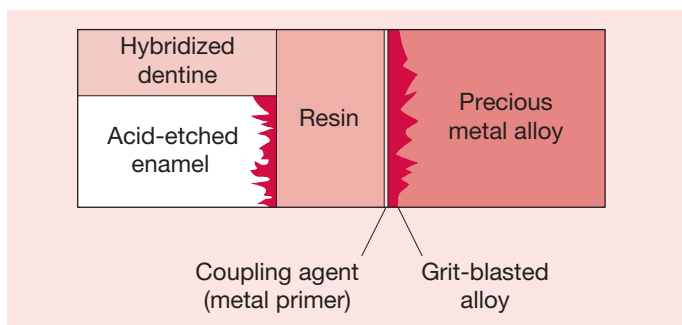 Hybridized
dentine
Acid-etched
enamel
Resin
Precious
metal alloy
Coupling agent
(metal primer)
Grit-blasted
alloy